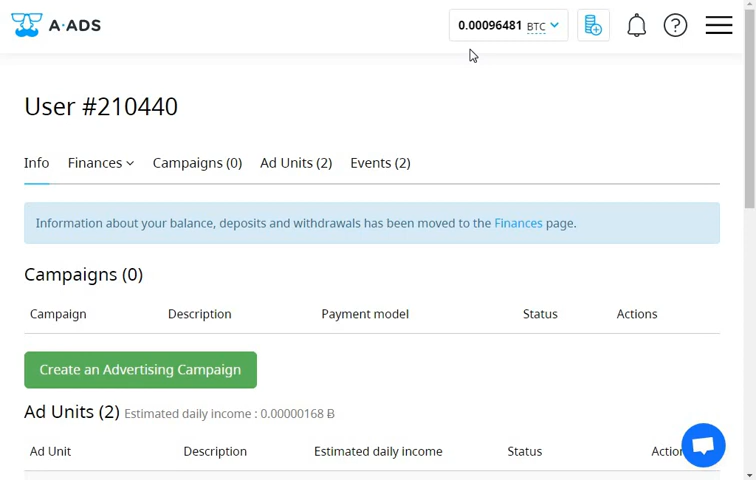 A-ADS
0.00096481 BTC
User #210440
Info Finances Campaigns (0) Ad Units (2) Events (2)
Information about your balance, deposits and withdrawals has been moved to the Finances page.
Campaigns (0)
Campaign Description Payment model Status Actions
Create an Advertising Campaign
Ad Units (2) Estimated daily income : 0.00000168 Ƀ
Ad Unit Description Estimated daily income Status Action